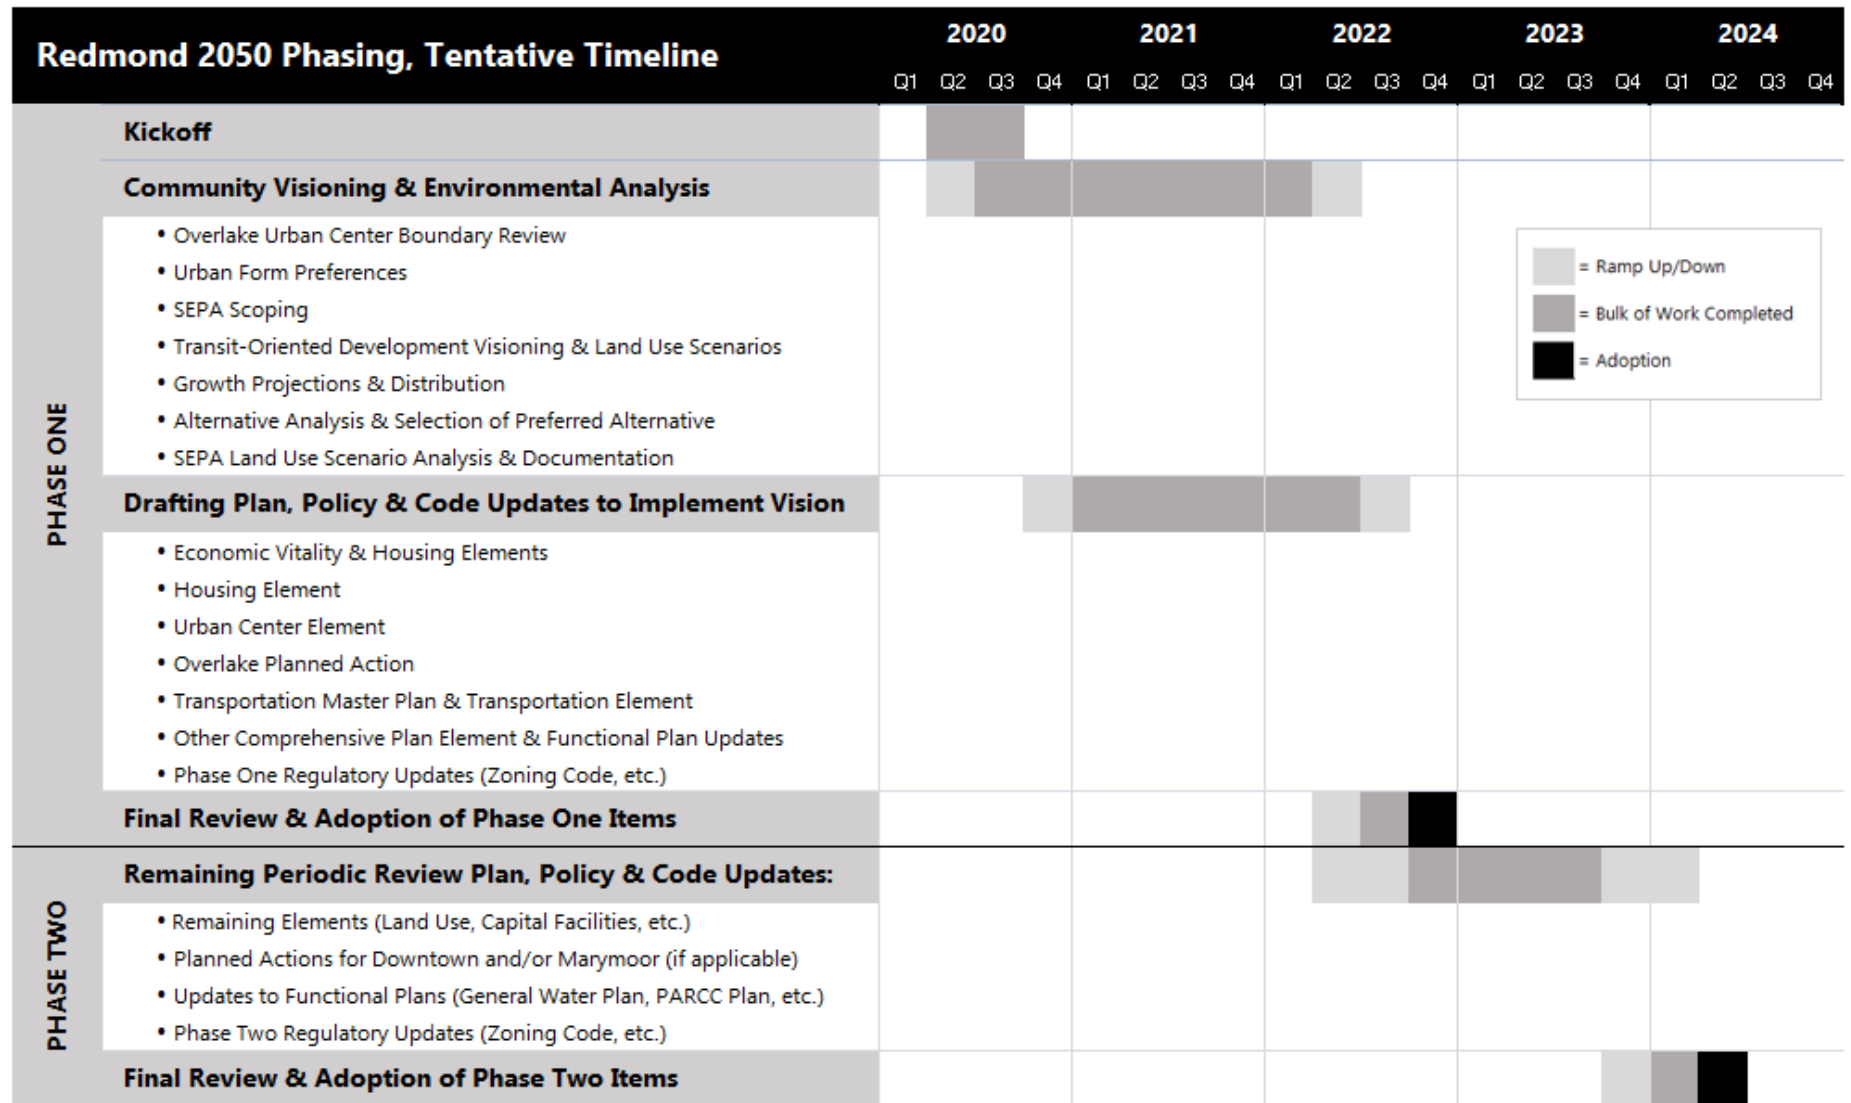 Redmond 2050 Phasing, Tentative Timeline
2020 2021 2022 2023 2024
Q1 Q2 Q3 Q4 Q1 Q2 Q3 Q4 Q1 Q2 Q3 Q4 Q1 Q2 Q3 Q4 Q1 Q2 Q3 Q4
PHASE ONE
Kickoff
Community Visioning & Environmental Analysis
• Overlake Urban Center Boundary Review
• Urban Form Preferences
• SEPA Scoping
• Transit-Oriented Development Visioning & Land Use Scenarios
• Growth Projections & Distribution
• Alternative Analysis & Selection of Preferred Alternative
• SEPA Land Use Scenario Analysis & Documentation
= Ramp Up/Down
= Bulk of Work Completed
= Adoption
Drafting Plan, Policy & Code Updates to Implement Vision
• Economic Vitality & Housing Elements
• Housing Element
• Urban Center Element
• Overlake Planned Action
• Transportation Master Plan & Transportation Element
• Other Comprehensive Plan Element & Functional Plan Updates
• Phase One Regulatory Updates (Zoning Code, etc.)
Final Review & Adoption of Phase One Items
PHASE TWO
Remaining Periodic Review Plan, Policy & Code Updates:
• Remaining Elements (Land Use, Capital Facilities, etc.)
• Planned Actions for Downtown and/or Marymoor (if applicable)
• Updates to Functional Plans (General Water Plan, PARCC Plan, etc.)
• Phase Two Regulatory Updates (Zoning Code, etc.)
Final Review & Adoption of Phase Two Items